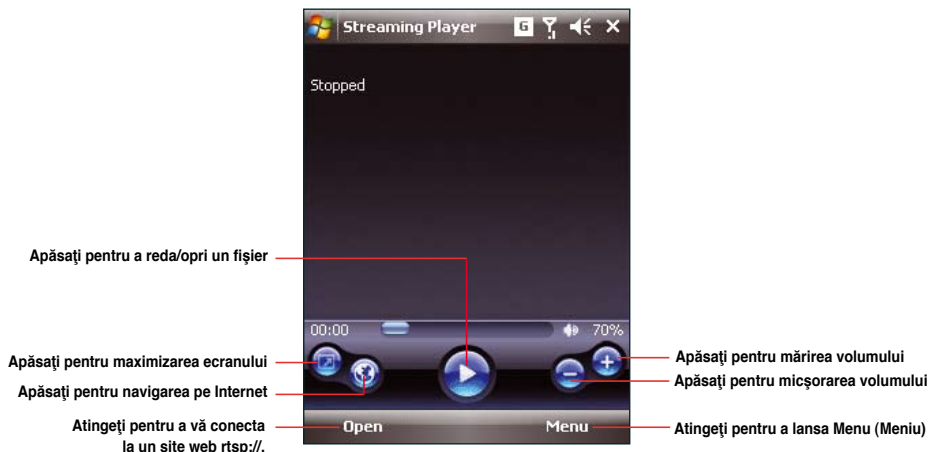 Streaming Player
G
Stopped
Apăsaţi pentru a reda/opri un fişier
00:00
70%
Apăsaţi pentru maximizarea ecranului
Apăsaţi pentru mărirea volumului
Apăsaţi pentru navigarea pe Internet
Apăsaţi pentru micşorarea volumului
Atingeţi pentru a vă conecta
la un site web rtsp://.
Open
Menu
Atingeţi pentru a lansa Menu (Meniu)